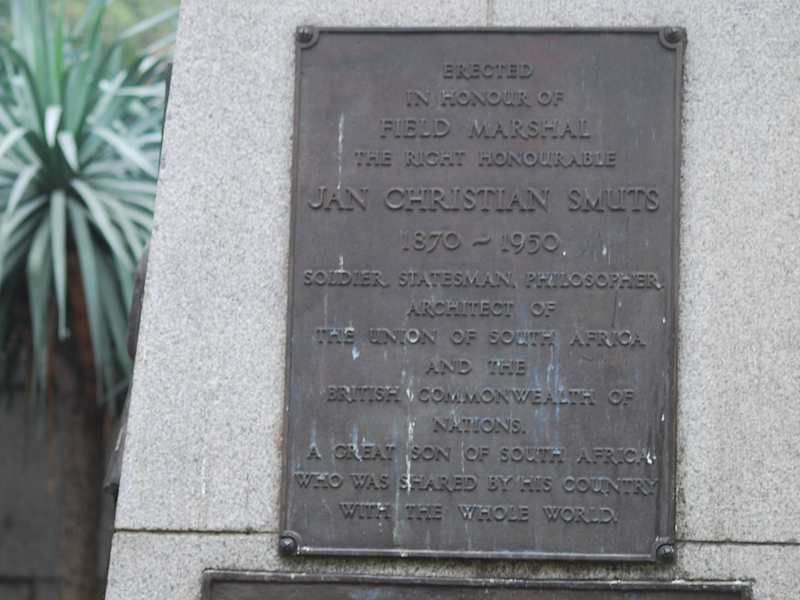 ERECTED
IN HONOUR OF
FIELD MARSHAL
THE RIGHT HONOURABLE
JAN CHRISTIAN SMUTS
1870 ~ 1950
SOLDIER, STATESMAN, PHILOSOPHER,
ARCHITECT OF
THE UNION OF SOUTH AFRICA
AND THE
BRITISH COMMONWEALTH OF
NATIONS.
A GREAT SON OF SOUTH AFRICA,
WHO WAS SHARED BY HIS COUNTRY
WITH THE WHOLE WORLD.